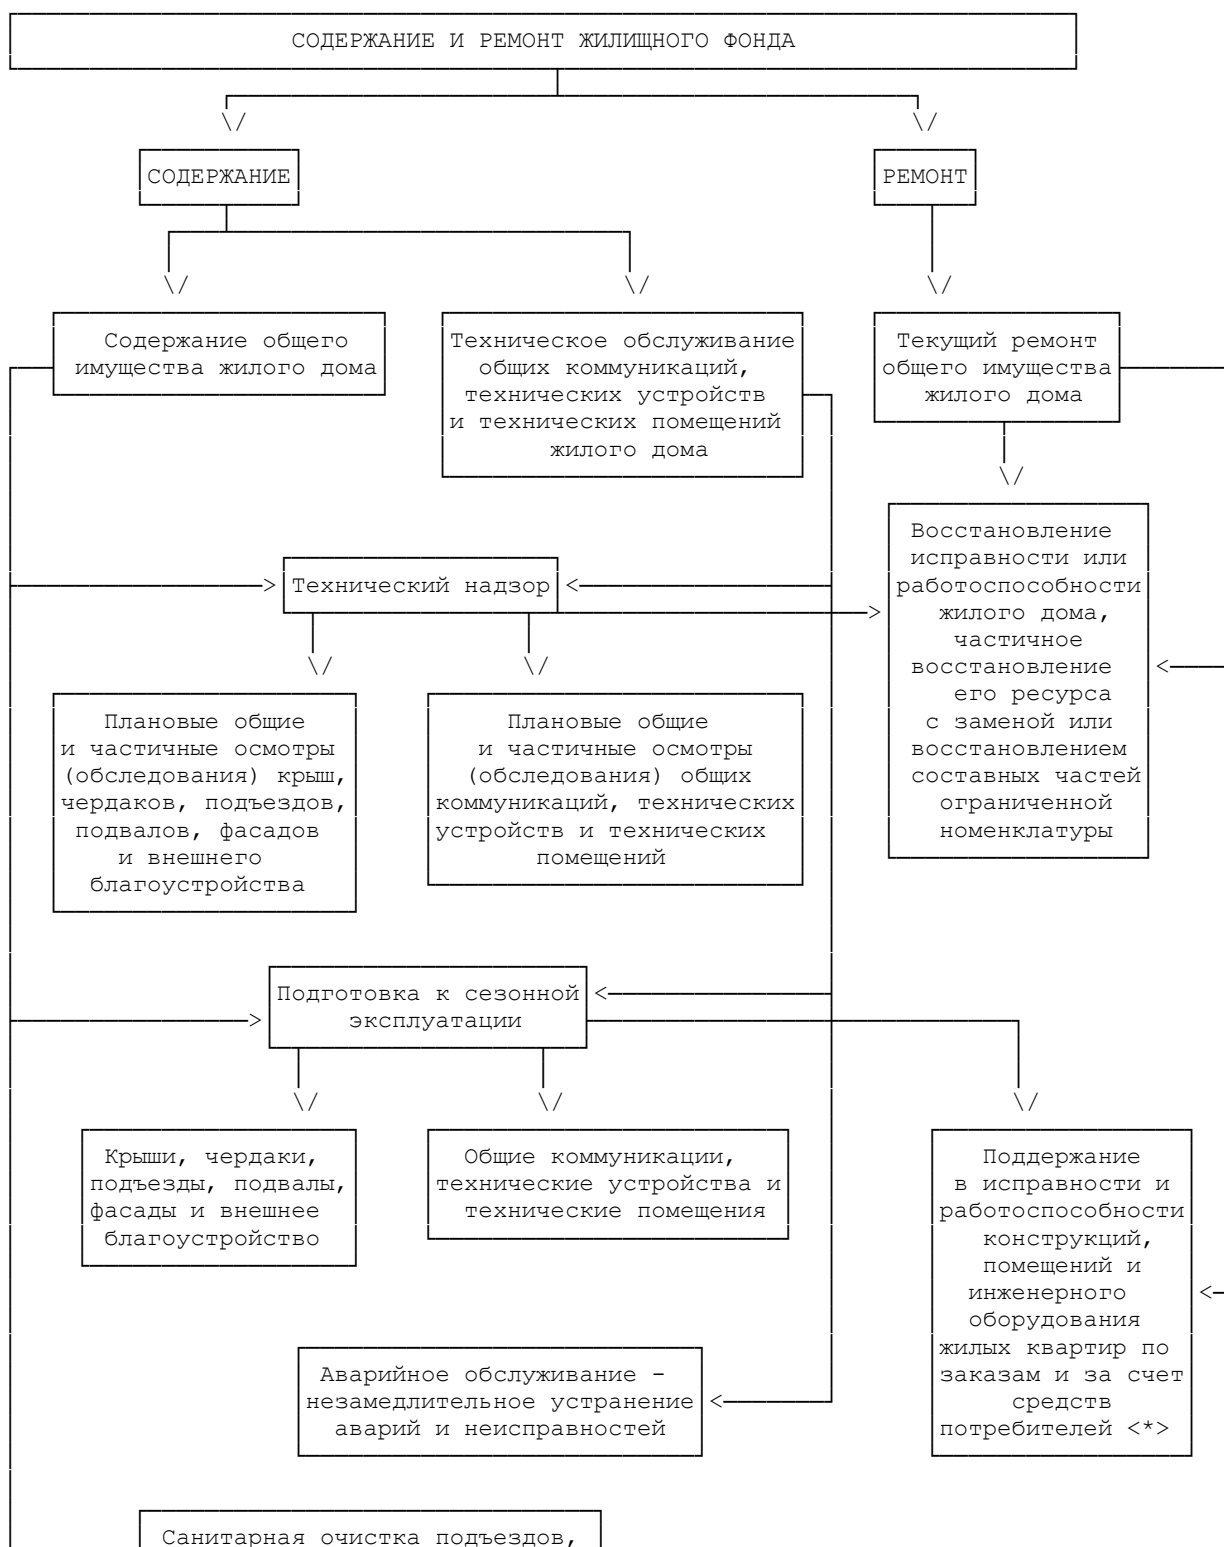 СОДЕРЖАНИЕ И РЕМОНТ ЖИЛИЩНОГО ФОНДА
СОДЕРЖАНИЕ
РЕМОНТ
Содержание общего
имущества жилого дома
Техническое обслуживание
общих коммуникаций,
технических устройств
и технических помещений
жилого дома
Текущий ремонт
общего имущества
жилого дома
Восстановление
исправности или
работоспособности
жилого дома,
частичное
восстановление
его ресурса
с заменой или
восстановлением
составных частей
ограниченной
номенклатуры
Технический надзор
Плановые общие
и частичные осмотры
(обследования) крыш,
чердаков, подъездов,
подвалов, фасадов
и внешнего
благоустройства
Плановые общие
и частичные осмотры
(обследования) общих
коммуникаций, технических
устройств и технических
помещений
Подготовка к сезонной
эксплуатации
Крыши, чердаки,
подъезды, подвалы,
фасады и внешнее
благоустройство
Общие коммуникации,
технические устройства и
технические помещения
Поддержание
в исправности и
работоспособности
конструкций,
помещений и
инженерного
оборудования
жилых квартир по
заказам и за счет
средств
потребителей <*>
Аварийное обслуживание -
незамедлительное устранение
аварий и неисправностей
Санитарная очистка подъездов,